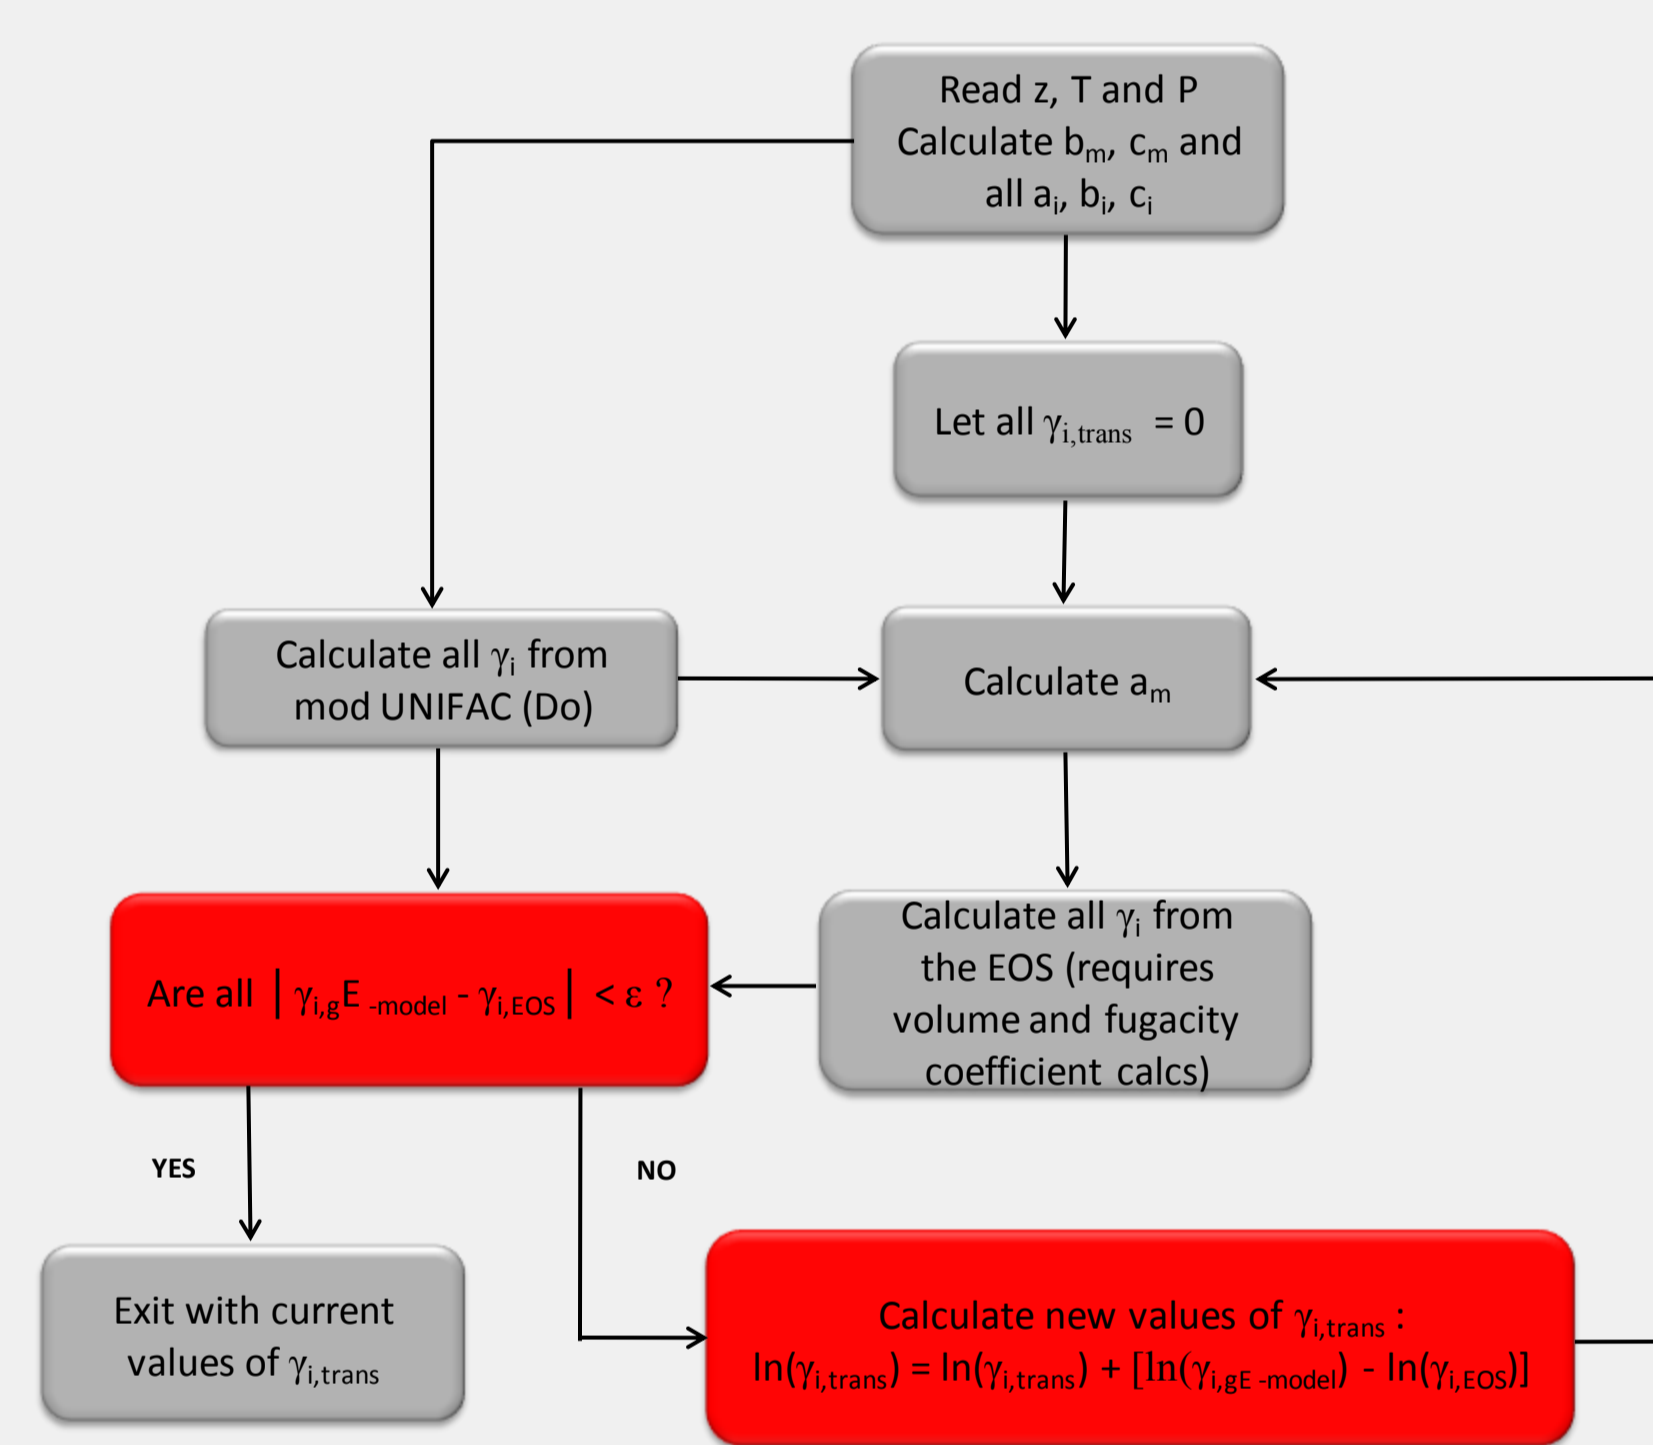 Read z, T and P
Calculate bₘ, cₘ and
all aᵢ, bᵢ, cᵢ
Let all γi,trans = 0
Calculate all γᵢ from
mod UNIFAC (Do)
Calculate aₘ
Are all | γi,gE -model - γi,EOS | < ε ?
Calculate all γᵢ from
the EOS (requires
volume and fugacity
coefficient calcs)
YES
NO
Exit with current
values of γi,trans
Calculate new values of γi,trans :
ln(γi,trans) = ln(γi,trans) + [ln(γi,gE -model) - ln(γi,EOS)]